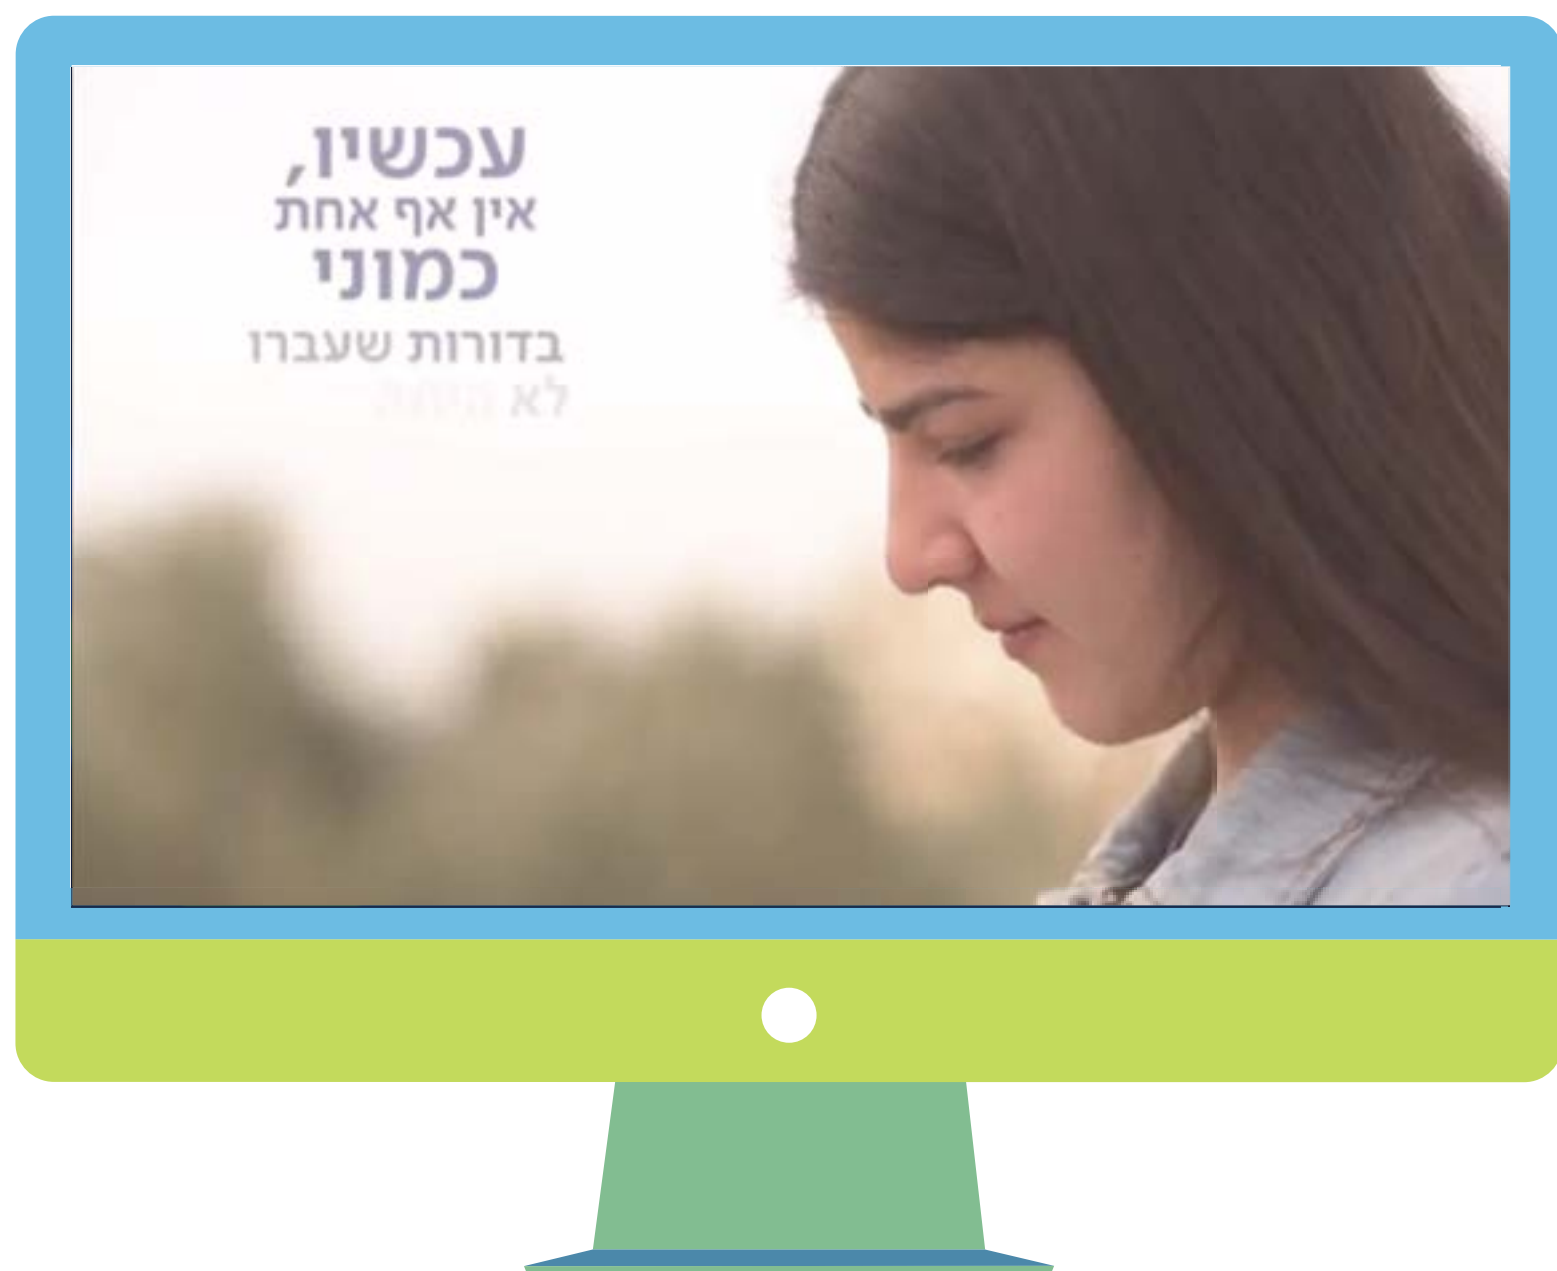 עכשיו,
אין אף אחת
כמוני
בדורות שעברו
לא